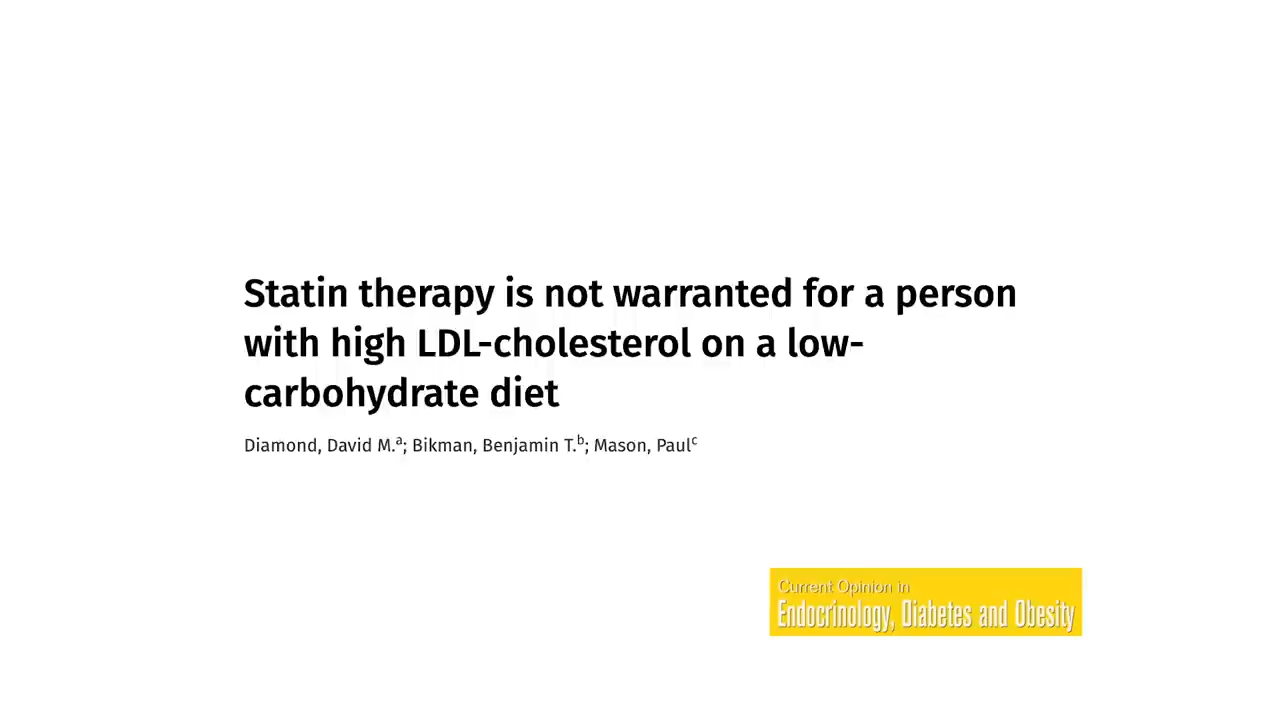 Statin therapy is not warranted for a person
with high LDL-cholesterol on a low-
carbohydrate diet
Diamond, David M.ᵃ; Bikman, Benjamin T.ᵇ; Mason, Paulᶜ
Current Opinion in
Endocrinology, Diabetes and Obesity